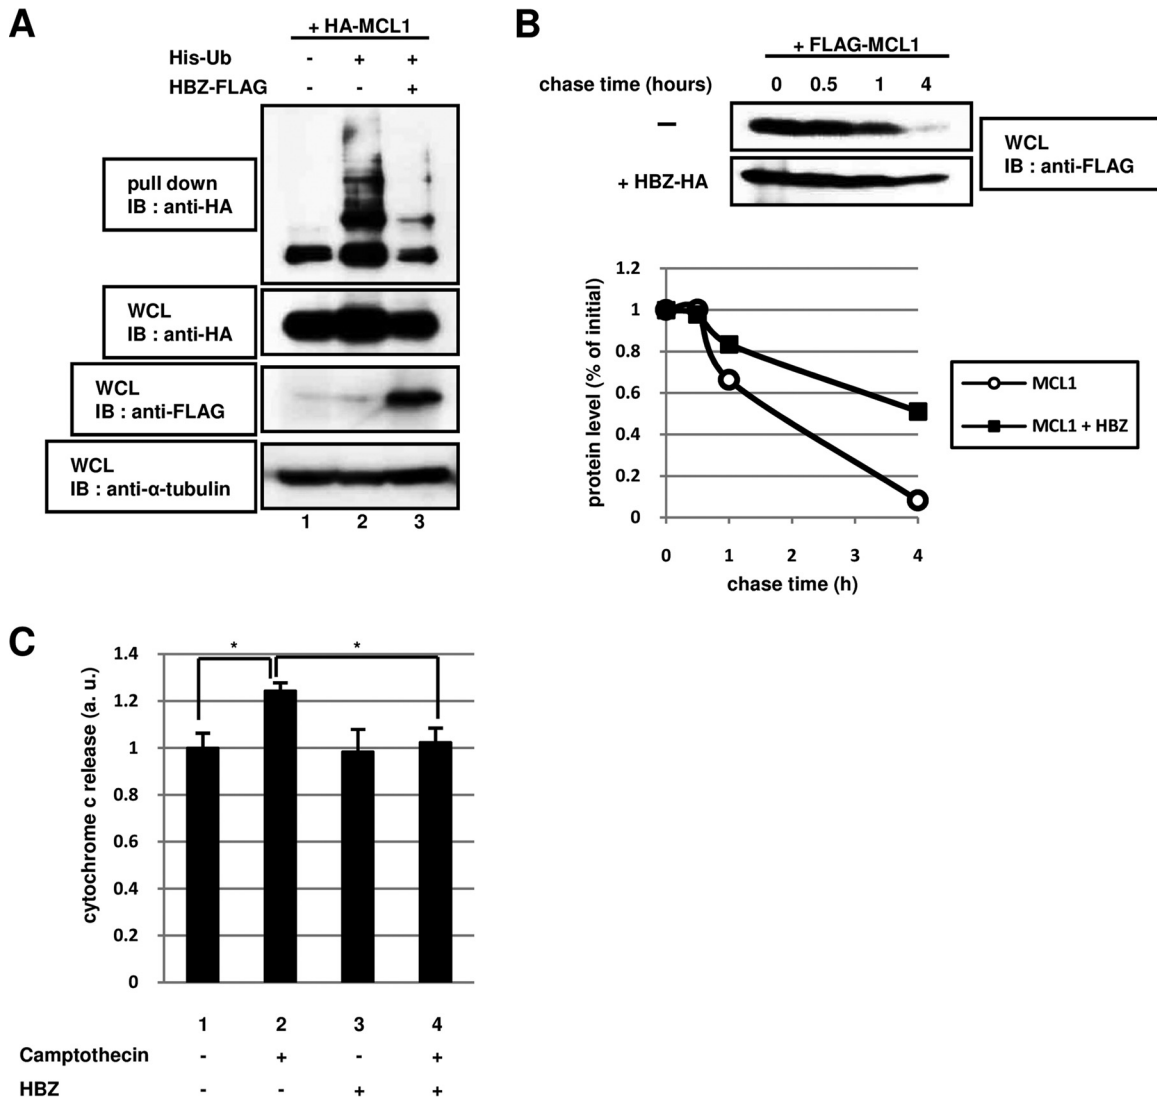 A
+ HA-MCL1
His-Ub - + +
HBZ-FLAG - - +
pull down
IB : anti-HA
WCL
IB : anti-HA
WCL
IB : anti-FLAG
WCL
IB : anti-α-tubulin
1 2 3
B
+ FLAG-MCL1
chase time (hours) 0 0.5 1 4
–
+ HBZ-HA
WCL
IB : anti-FLAG
protein level (% of initial)
1.2
1
0.8
0.6
0.4
0.2
0
0 1 2 3 4
chase time (h)
MCL1
MCL1 + HBZ
C
cytochrome c release (a. u.)
1.4
1.2
1
0.8
0.6
0.4
0.2
0
* *
1 2 3 4
Camptothecin - + - +
HBZ - - + +